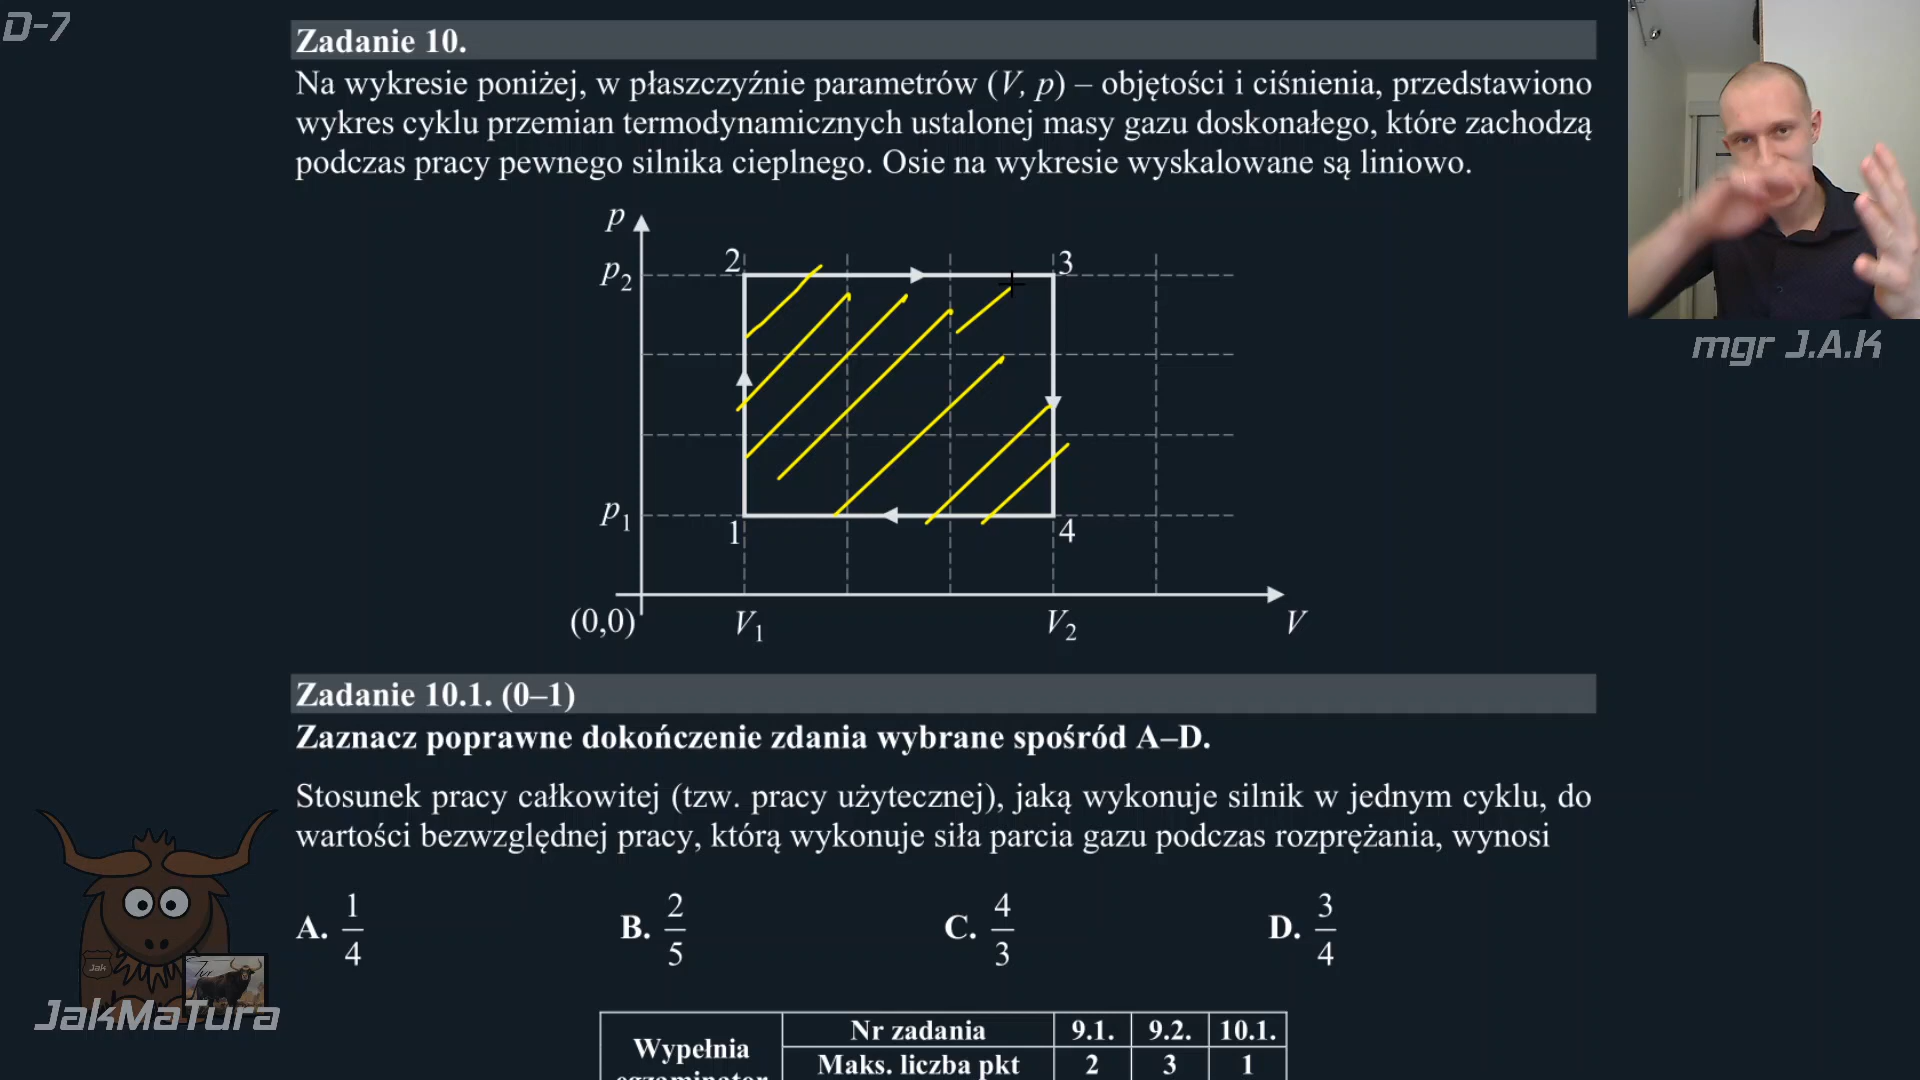 D-7
Zadanie 10.
Na wykresie poniżej, w płaszczyźnie parametrów (V, p) – objętości i ciśnienia, przedstawiono
wykres cyklu przemian termodynamicznych ustalonej masy gazu doskonałego, które zachodzą
podczas pracy pewnego silnika cieplnego. Osie na wykresie wyskalowane są liniowo.
mgr J.A.K
p
p₂
2
3
p₁
1
4
(0,0)
V₁
V₂
V
Zadanie 10.1. (0–1)
Zaznacz poprawne dokończenie zdania wybrane spośród A–D.
Stosunek pracy całkowitej (tzw. pracy użytecznej), jaką wykonuje silnik w jednym cyklu, do
wartości bezwzględnej pracy, którą wykonuje siła parcia gazu podczas rozprężania, wynosi
A. 1/4
B. 2/5
C. 4/3
D. 3/4
Jak
Tur
JakMaTura
Wypełnia
Nr zadania 9.1. 9.2. 10.1.
Maks. liczba pkt 2 3 1